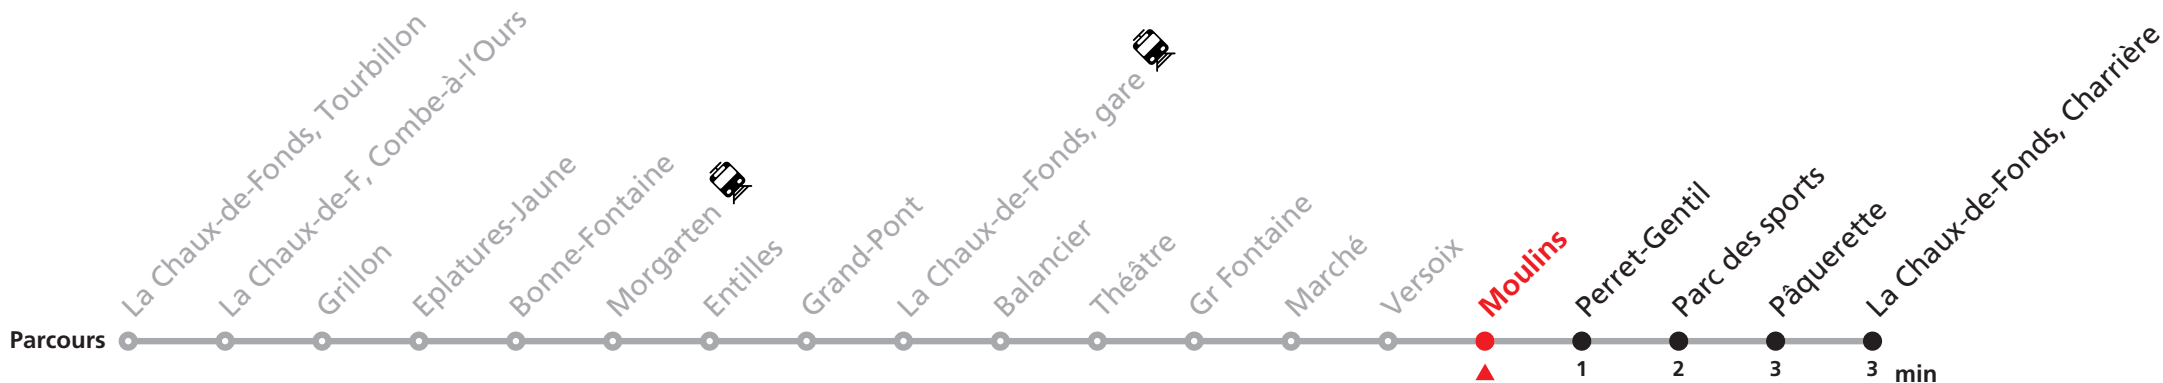 La Chaux-de-Fonds, Tourbillon
La Chaux-de-F, Combe-à-l'Ours
Grillon
Eplatures-Jaune
Bonne-Fontaine
Morgarten
Entilles
Grand-Pont
La Chaux-de-Fonds, gare
Balancier
Théâtre
Gr Fontaine
Marché
Versoix
Moulins
Perret-Gentil
Parc des sports
Pâquerette
La Chaux-de-Fonds, Charrière
Parcours
1 2 3 3 min